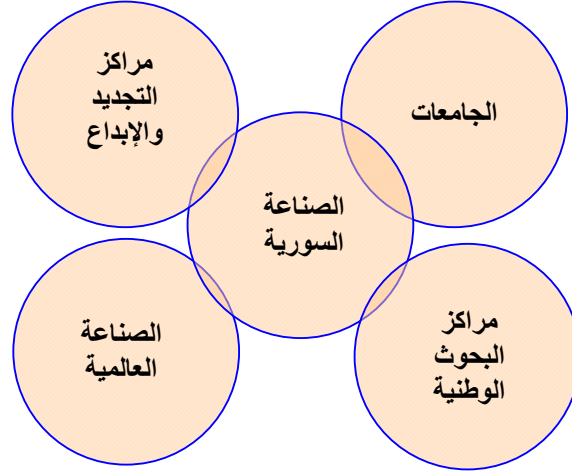 مراكز
التجديد
والإبداع
الجامعات
الصناعة
السورية
الصناعة
العالمية
مراكز
البحوث
الوطنية